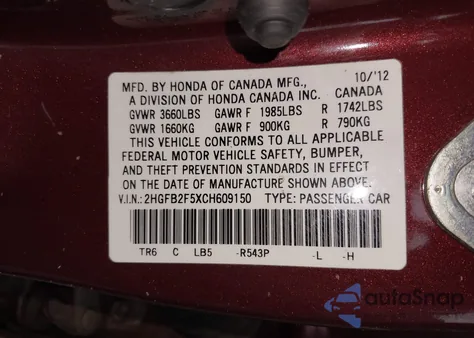 MFD. BY HONDA OF CANADA MFG., 10/'12
A DIVISION OF HONDA CANADA INC. CANADA
GVWR 3660LBS GAWR F 1985LBS R 1742LBS
GVWR 1660KG GAWR F 900KG R 790KG
THIS VEHICLE CONFORMS TO ALL APPLICABLE
FEDERAL MOTOR VEHICLE SAFETY, BUMPER,
AND THEFT PREVENTION STANDARDS IN EFFECT
ON THE DATE OF MANUFACTURE SHOWN ABOVE.
V.I.N.: 2HGFB2F5XCH609150 TYPE: PASSENGER CAR
TR6 C LB5 -R543P -L -H
autoSnap